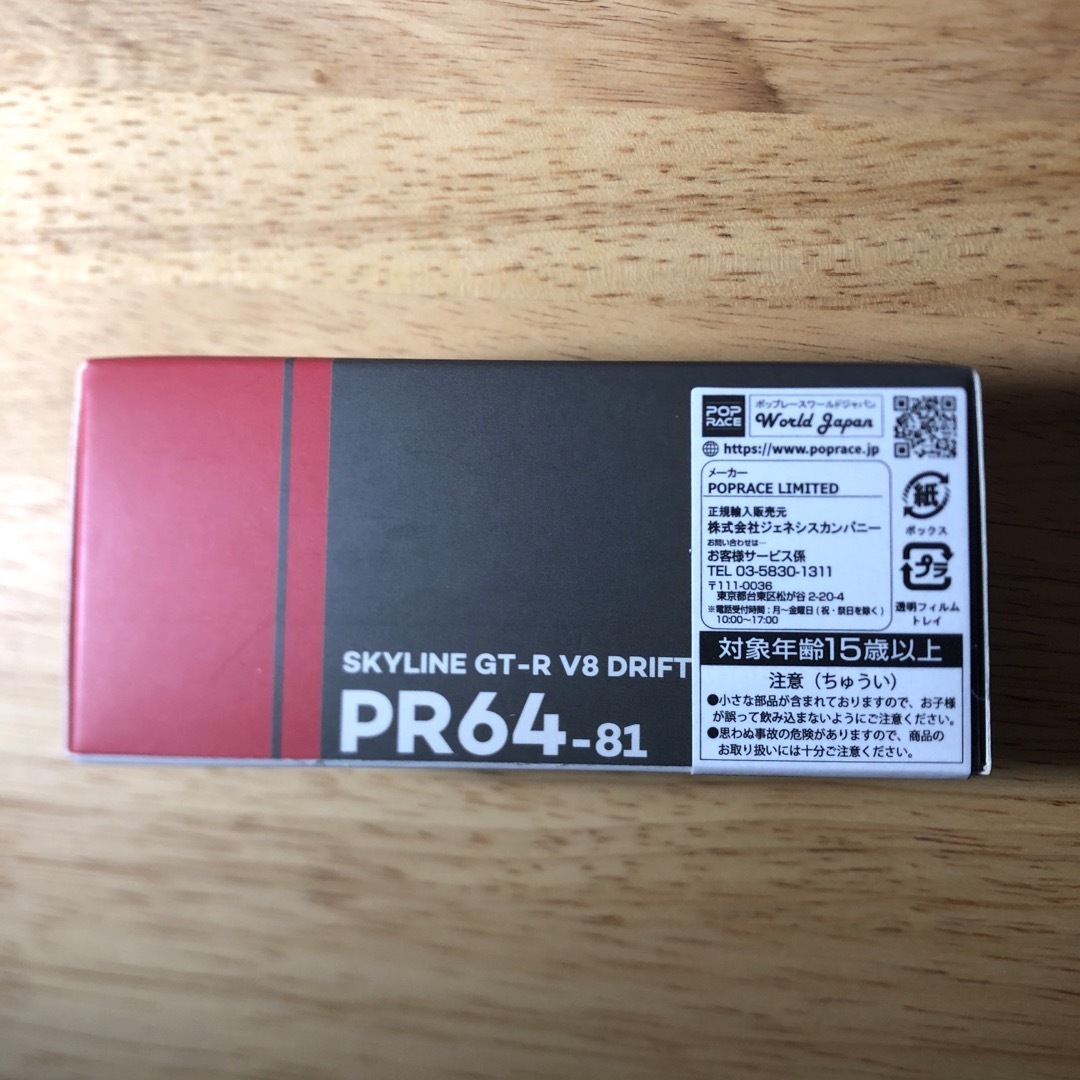 SKYLINE GT-R V8 DRIFT
PR64-81
POP
RACE
ポップレースワールドジャパン
World Japan
https://www.poprace.jp
メーカー
POPRACE LIMITED
正規輸入販売元
株式会社ジェネシスカンパニー
お問い合わせは…
お客様サービス係
TEL 03-5830-1311
〒111-0036
東京都台東区松が谷 2-20-4
※電話受付時間：月〜金曜日(祝・祭日を除く)
10:00〜17:00
紙
ボックス
プラ
透明フィルム
トレイ
対象年齢15歳以上
注意（ちゅうい）
●小さな部品が含まれておりますので、お子様
が誤って飲み込まないようにご注意ください。
●思わぬ事故の危険がありますので、商品の
お取り扱いには十分ご注意ください。